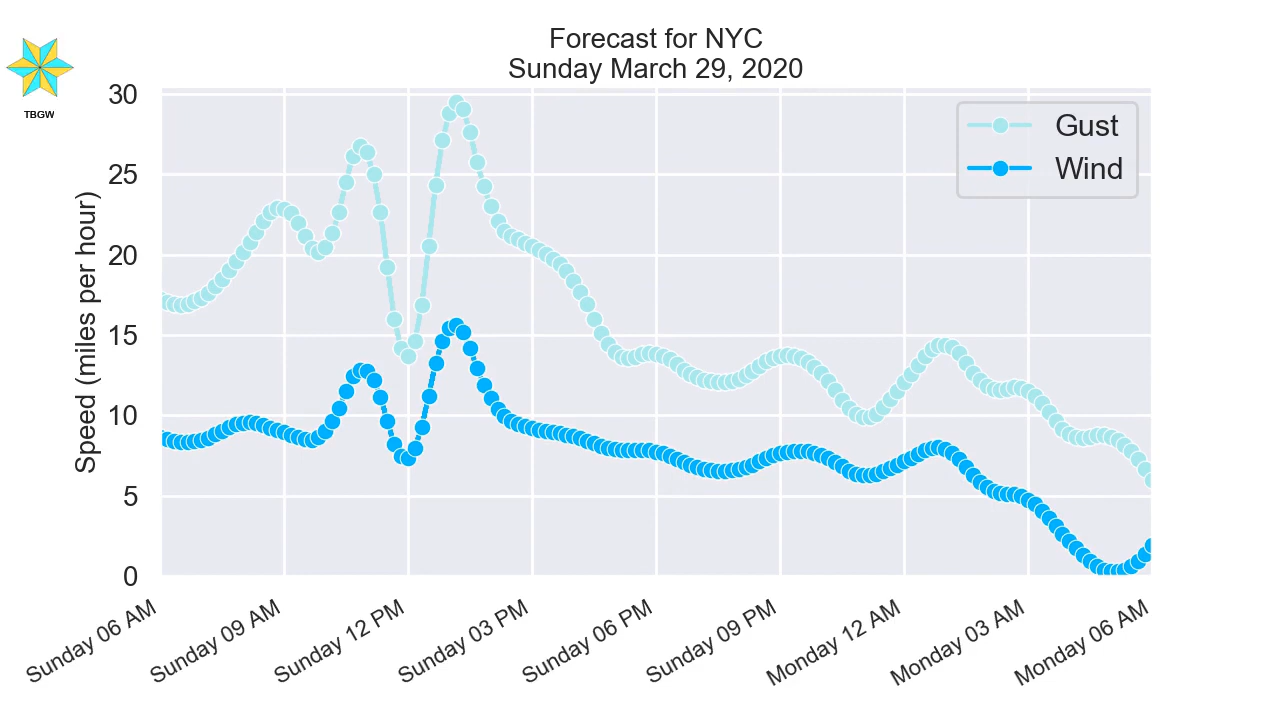 Forecast for NYC
Sunday March 29, 2020
TBGW
Gust
Wind
Speed (miles per hour)
30
25
20
15
10
5
0
Sunday 06 AM
Sunday 09 AM
Sunday 12 PM
Sunday 03 PM
Sunday 06 PM
Sunday 09 PM
Monday 12 AM
Monday 03 AM
Monday 06 AM